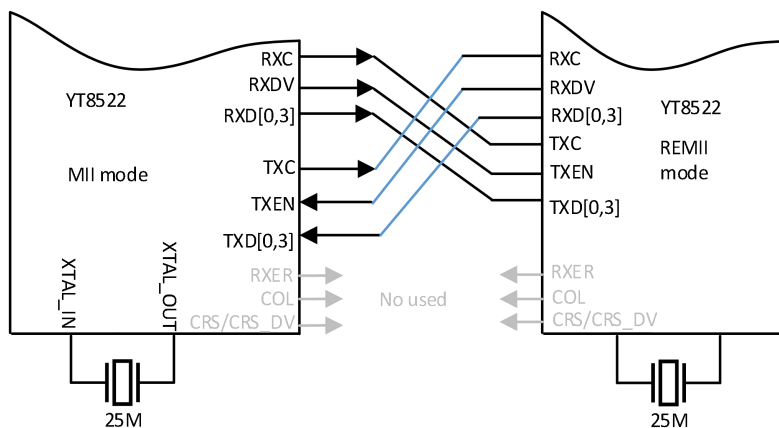 RXC
RXDV
RXD[0,3]
YT8522
MII mode
TXC
TXEN
TXD[0,3]
XTAL_IN
XTAL_OUT
RXER
COL
CRS/CRS_DV
25M
No used
RXC
RXDV
RXD[0,3]
TXC
TXEN
TXD[0,3]
YT8522
REMII
mode
RXER
COL
CRS/CRS_DV
25M